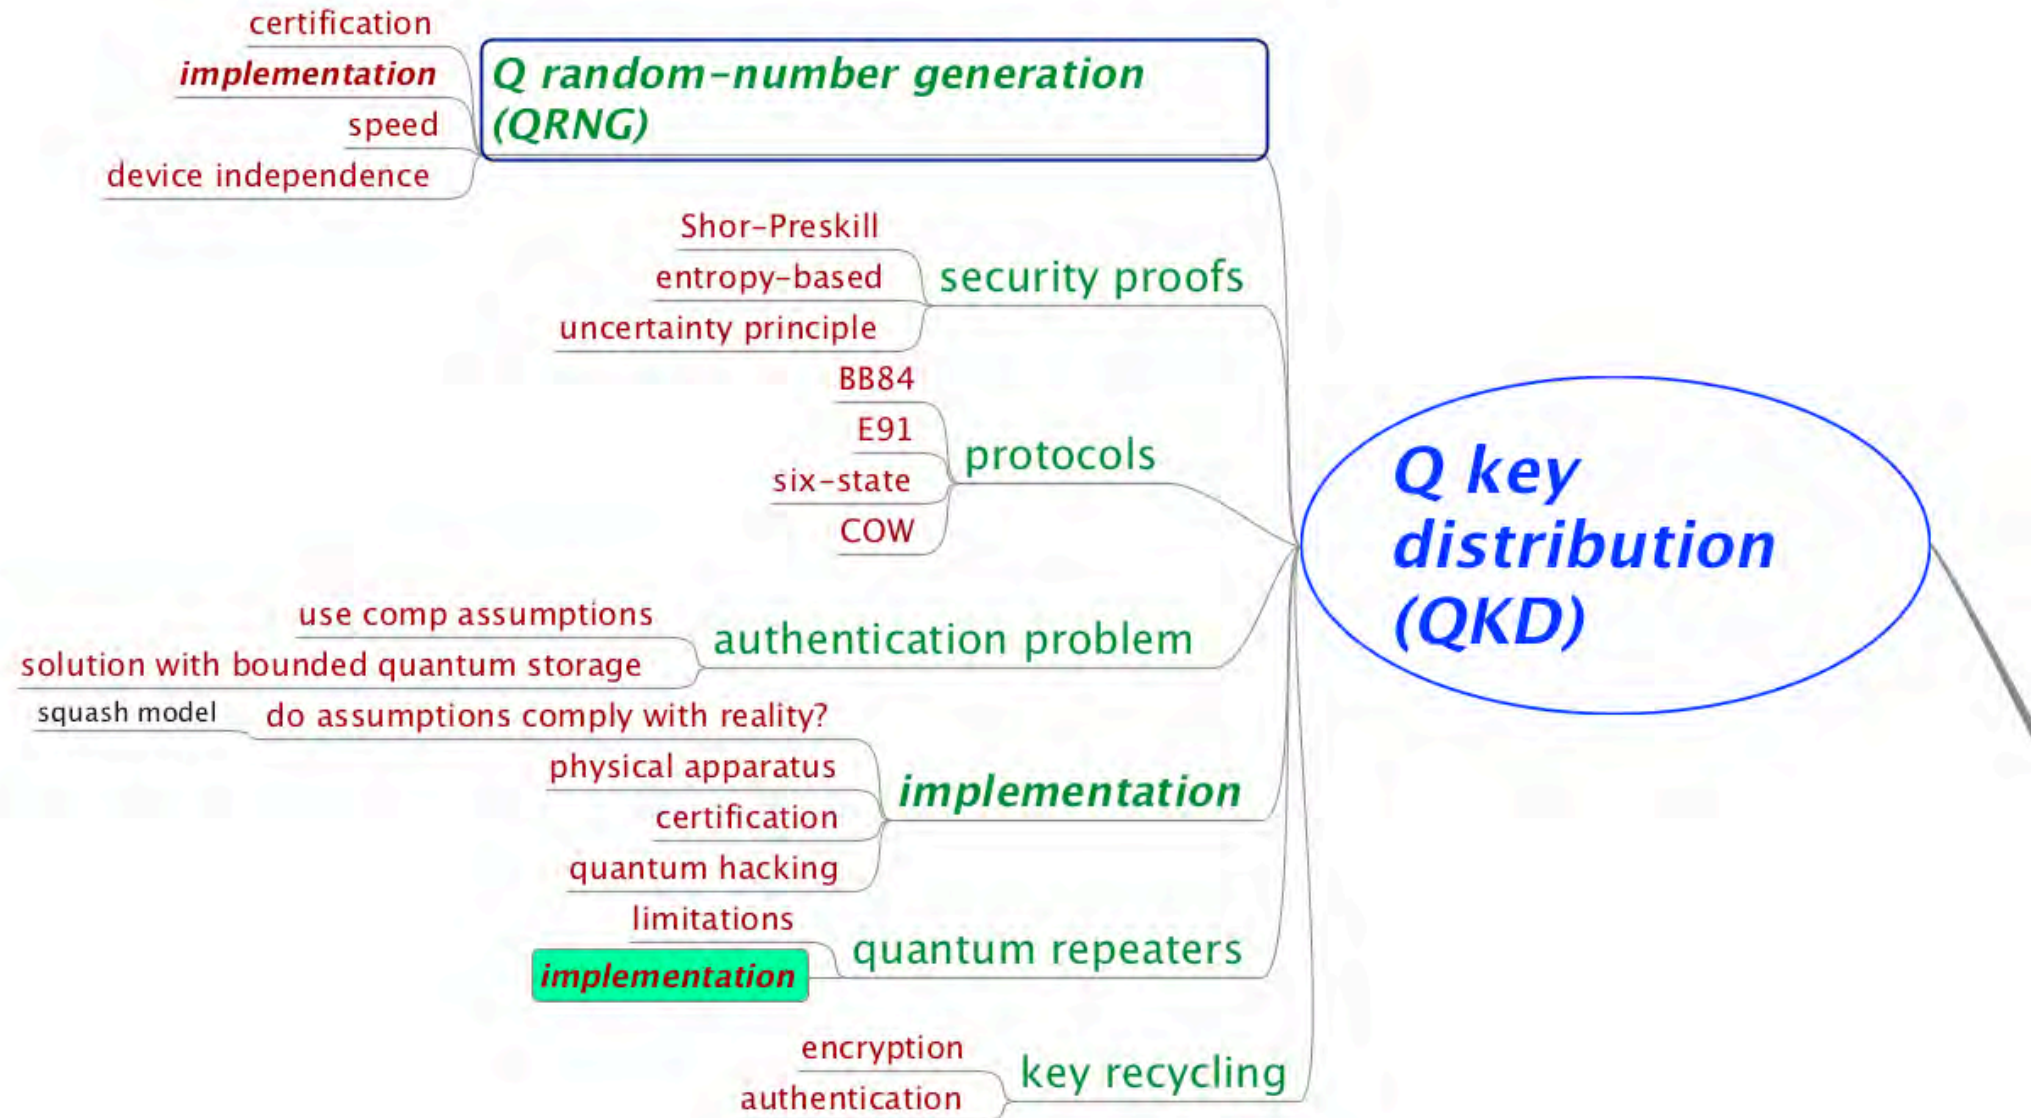 certification
implementation
speed
device independence
Q random-number generation
(QRNG)
Shor-Preskill
entropy-based
uncertainty principle
security proofs
BB84
E91
six-state
COW
protocols
use comp assumptions
solution with bounded quantum storage
authentication problem
squash model
do assumptions comply with reality?
physical apparatus
certification
quantum hacking
implementation
limitations
implementation
quantum repeaters
encryption
authentication
key recycling
Q key
distribution
(QKD)